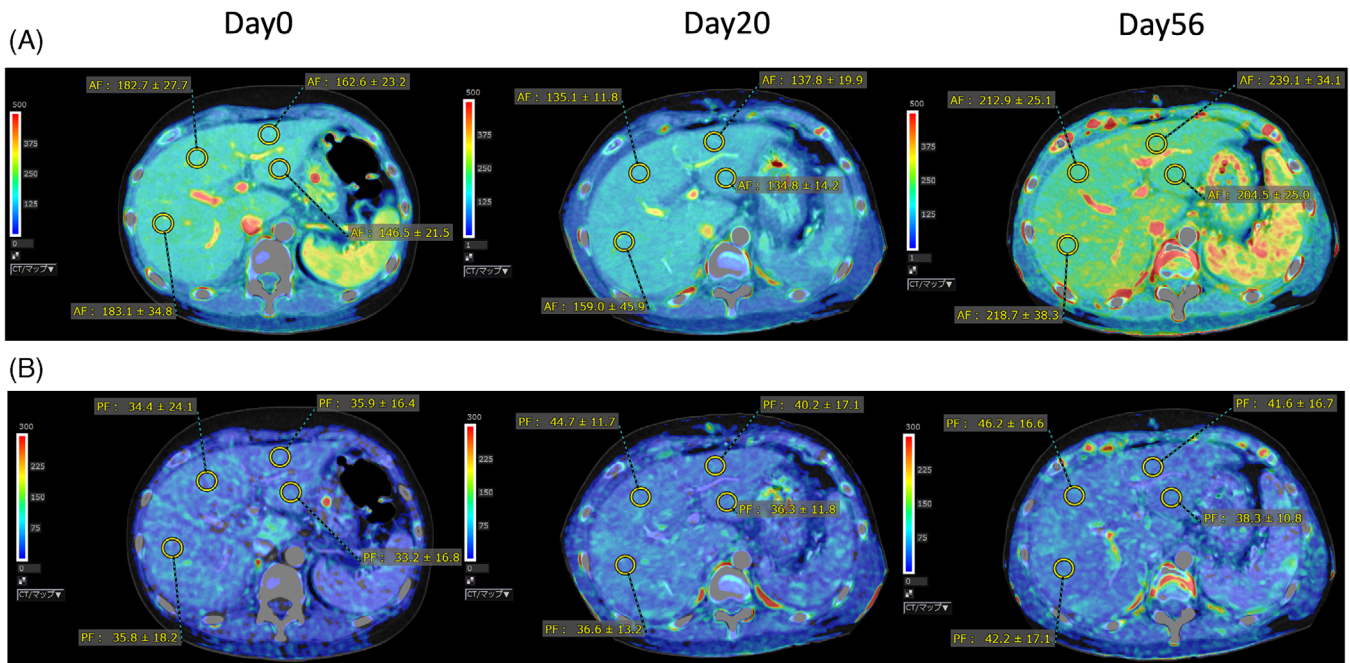 Day0
Day20
Day56
(A)
AF : 182.7 ± 27.7
AF : 162.6 ± 23.2
AF : 146.5 ± 21.5
AF : 183.1 ± 34.8
500
375
250
125
0
CT/マップ▼
AF : 135.1 ± 11.8
AF : 137.8 ± 19.9
AF : 134.8 ± 14.2
AF : 159.0 ± 45.9
500
375
250
125
1
CT/マップ▼
AF : 212.9 ± 25.1
AF : 239.1 ± 34.1
AF : 204.5 ± 25.0
AF : 218.7 ± 38.3
500
375
250
125
1
CT/マップ▼
(B)
PF : 34.4 ± 24.1
PF : 35.9 ± 16.4
PF : 33.2 ± 16.8
PF : 35.8 ± 18.2
300
225
150
75
0
CT/マップ▼
PF : 44.7 ± 11.7
PF : 40.2 ± 17.1
PF : 36.3 ± 11.8
PF : 36.6 ± 13.2
300
225
150
75
0
CT/マップ▼
PF : 46.2 ± 16.6
PF : 41.6 ± 16.7
PF : 38.3 ± 10.8
PF : 42.2 ± 17.1
300
225
150
75
0
CT/マップ▼